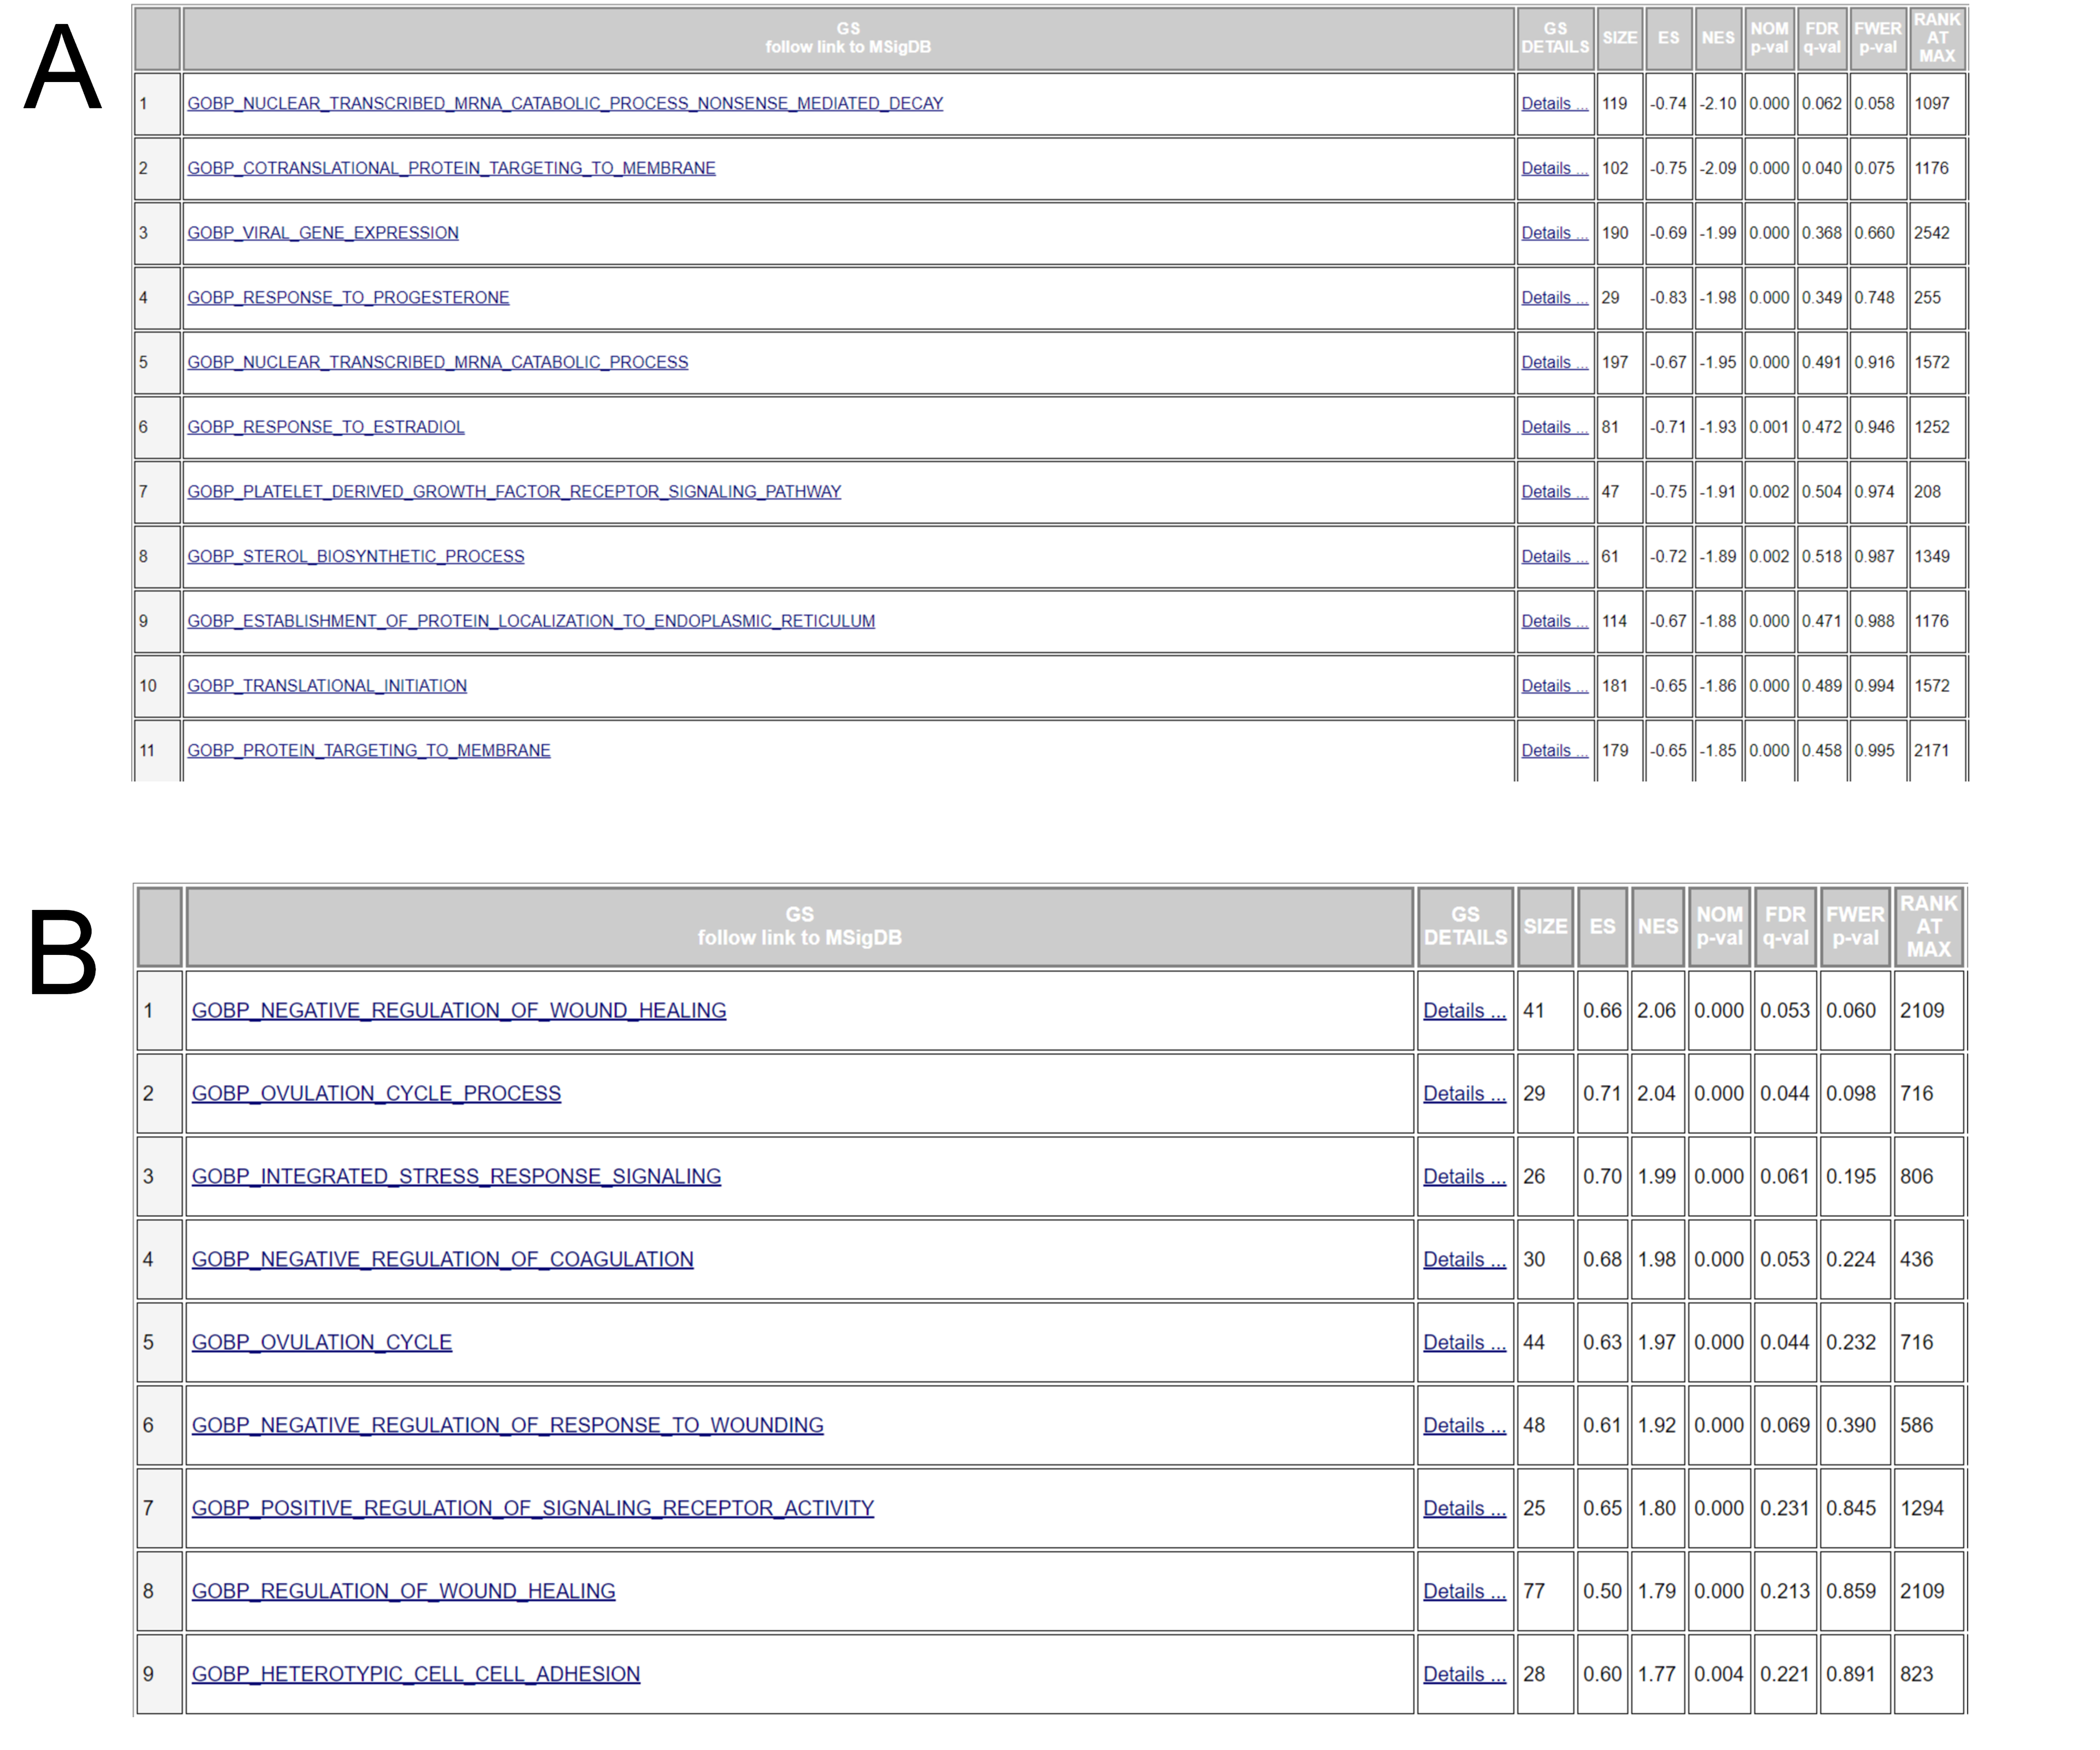 A
GS
follow link to MSigDB
GS
DETAILS
SIZE
ES
NES
NOM
p-val
FDR
q-val
FWER
p-val
RANK
AT
MAX
1 GOBP_NUCLEAR_TRANSCRIBED_MRNA_CATABOLIC_PROCESS_NONSENSE_MEDIATED_DECAY Details ... 119 -0.74 -2.10 0.000 0.062 0.058 1097
2 GOBP_COTRANSLATIONAL_PROTEIN_TARGETING_TO_MEMBRANE Details ... 102 -0.75 -2.09 0.000 0.040 0.075 1176
3 GOBP_VIRAL_GENE_EXPRESSION Details ... 190 -0.69 -1.99 0.000 0.368 0.660 2542
4 GOBP_RESPONSE_TO_PROGESTERONE Details ... 29 -0.83 -1.98 0.000 0.349 0.748 255
5 GOBP_NUCLEAR_TRANSCRIBED_MRNA_CATABOLIC_PROCESS Details ... 197 -0.67 -1.95 0.000 0.491 0.916 1572
6 GOBP_RESPONSE_TO_ESTRADIOL Details ... 81 -0.71 -1.93 0.001 0.472 0.946 1252
7 GOBP_PLATELET_DERIVED_GROWTH_FACTOR_RECEPTOR_SIGNALING_PATHWAY Details ... 47 -0.75 -1.91 0.002 0.504 0.974 208
8 GOBP_STEROL_BIOSYNTHETIC_PROCESS Details ... 61 -0.72 -1.89 0.002 0.518 0.987 1349
9 GOBP_ESTABLISHMENT_OF_PROTEIN_LOCALIZATION_TO_ENDOPLASMIC_RETICULUM Details ... 114 -0.67 -1.88 0.000 0.471 0.988 1176
10 GOBP_TRANSLATIONAL_INITIATION Details ... 181 -0.65 -1.86 0.000 0.489 0.994 1572
11 GOBP_PROTEIN_TARGETING_TO_MEMBRANE Details ... 179 -0.65 -1.85 0.000 0.458 0.995 2171
B
GS
follow link to MSigDB
GS
DETAILS
SIZE
ES
NES
NOM
p-val
FDR
q-val
FWER
p-val
RANK
AT
MAX
1 GOBP_NEGATIVE_REGULATION_OF_WOUND_HEALING Details ... 41 0.66 2.06 0.000 0.053 0.060 2109
2 GOBP_OVULATION_CYCLE_PROCESS Details ... 29 0.71 2.04 0.000 0.044 0.098 716
3 GOBP_INTEGRATED_STRESS_RESPONSE_SIGNALING Details ... 26 0.70 1.99 0.000 0.061 0.195 806
4 GOBP_NEGATIVE_REGULATION_OF_COAGULATION Details ... 30 0.68 1.98 0.000 0.053 0.224 436
5 GOBP_OVULATION_CYCLE Details ... 44 0.63 1.97 0.000 0.044 0.232 716
6 GOBP_NEGATIVE_REGULATION_OF_RESPONSE_TO_WOUNDING Details ... 48 0.61 1.92 0.000 0.069 0.390 586
7 GOBP_POSITIVE_REGULATION_OF_SIGNALING_RECEPTOR_ACTIVITY Details ... 25 0.65 1.80 0.000 0.231 0.845 1294
8 GOBP_REGULATION_OF_WOUND_HEALING Details ... 77 0.50 1.79 0.000 0.213 0.859 2109
9 GOBP_HETEROTYPIC_CELL_CELL_ADHESION Details ... 28 0.60 1.77 0.004 0.221 0.891 823